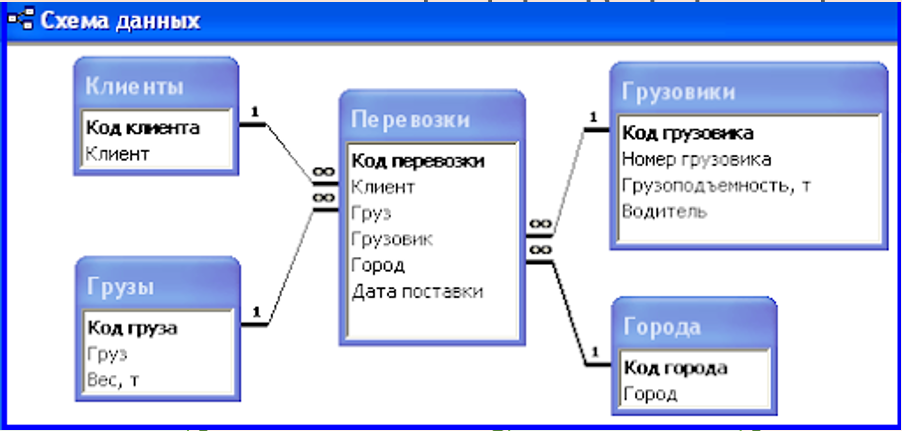 Схема данных
Клиенты
Код клиента
Клиент
1
∞
Грузы
Код груза
Груз
Вес, т
1
∞
Перевозки
Код перевозки
Клиент
Груз
Грузовик
Город
Дата поставки
Грузовики
Код грузовика
Номер грузовика
Грузоподъемность, т
Водитель
1
∞
Города
Код города
Город
1
∞